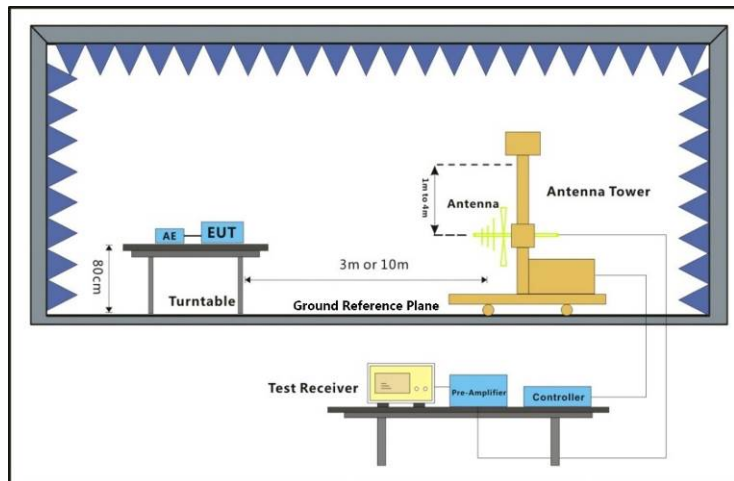 1m to 4m
Antenna
Antenna Tower
AE
EUT
80cm
3m or 10m
Turntable
Ground Reference Plane
Test Receiver
Pre-Amplifier
Controller